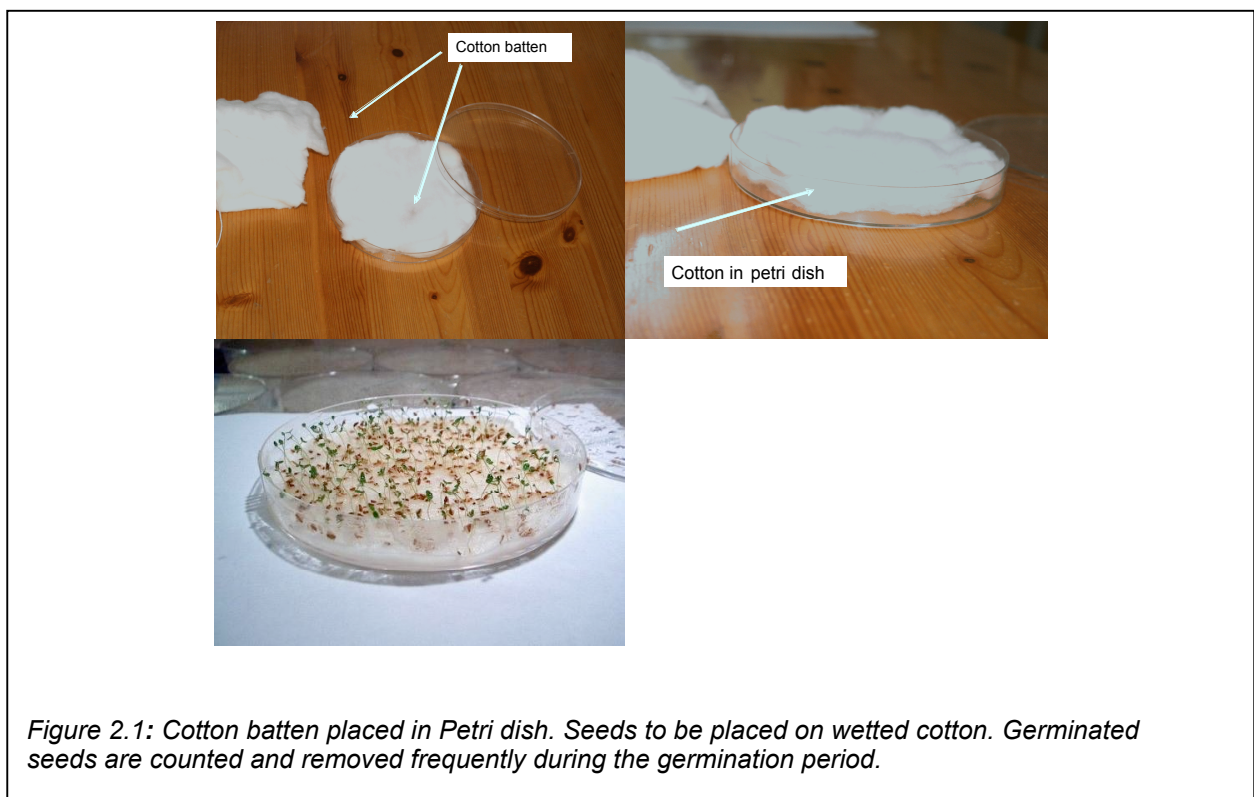 Cotton batten
Cotton in petri dish
Figure 2.1: Cotton batten placed in Petri dish. Seeds to be placed on wetted cotton. Germinated
seeds are counted and removed frequently during the germination period.